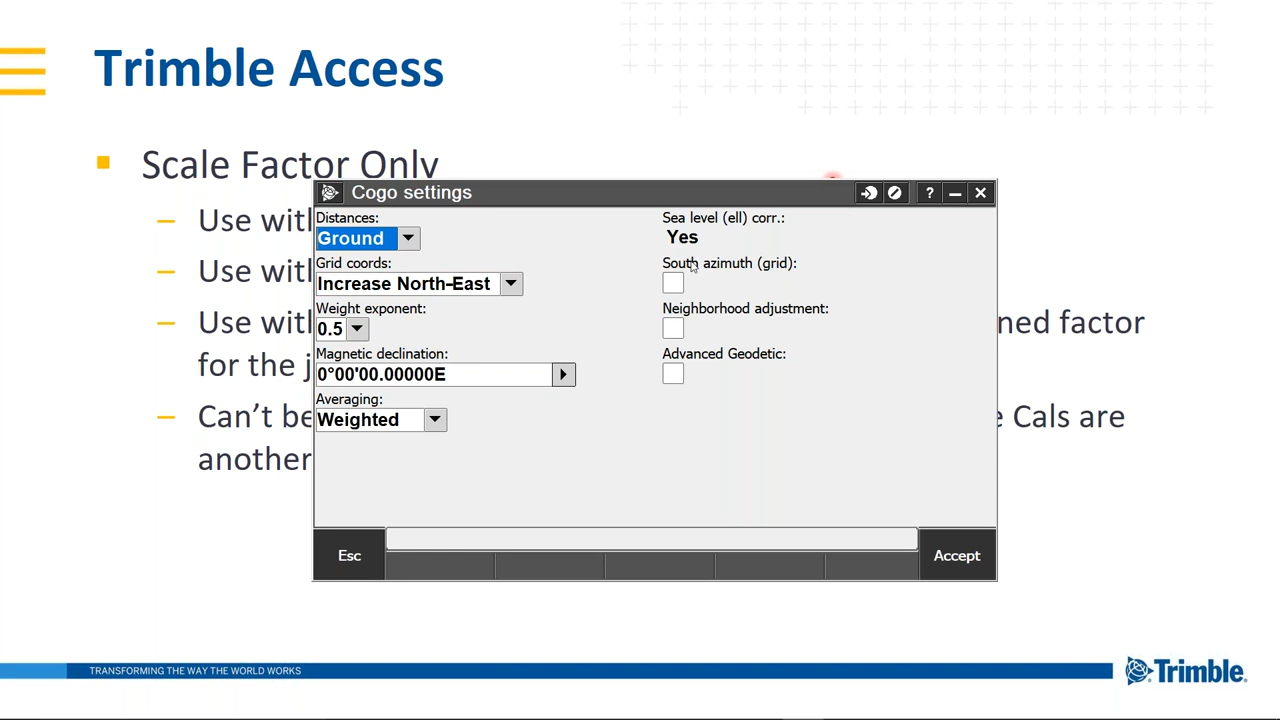 Trimble Access
Scale Factor Only
– Use with
– Use with
– Use with
ned factor
for the j
– Can't be
e Cals are
another
Cogo settings
?
Distances:
Ground
Grid coords:
Increase North-East
Weight exponent:
0.5
Magnetic declination:
0°00'00.00000E
Averaging:
Weighted
Sea level (ell) corr.:
Yes
South azimuth (grid):
Neighborhood adjustment:
Advanced Geodetic:
Esc
Accept
TRANSFORMING THE WAY THE WORLD WORKS
Trimble.